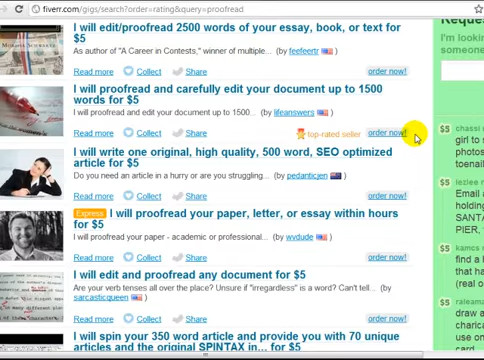 fiverr.com/gigs/search?order=rating&query=proofread
I will edit/proofread 2500 words of your essay, book, or text for
$5
As author of "A Career in Contests," winner of multiple... (by feefeertr )
Read more Collect Share order now!
I will proofread and carefully edit your document up to 1500
words for $5
I will proofread and edit your document up to 1500... (by lifeanswers )
Read more Collect Share top-rated seller order now!
I will write one original, high quality, 500 word, SEO optimized
article for $5
Do you need an article in a hurry or are you struggling... (by pedanticjen )
Read more Collect Share order now!
Express I will proofread your paper, letter, or essay within hours
for $5
I will proofread your paper - academic or professional... (by wvdude )
Read more Collect Share order now!
I will edit and proofread any document for $5
Are your verb tenses all over the place? Unsure if "irregardless" is a word? Can't tell... (by
sarcasticqueen )
Read more Collect Share order now!
I will spin your 350 word article and provide you with 70 unique
articles and the original SPINTAX in... for $5
Reques
I'm looking
someone
$5 chassi
girl to s
photos
toenail
$5 lezlee
Email a
holding
SANTA
PIER,
$5 kamcs
find a h
that ha
(real o
$5 raleama
draw a
charica
use on
card